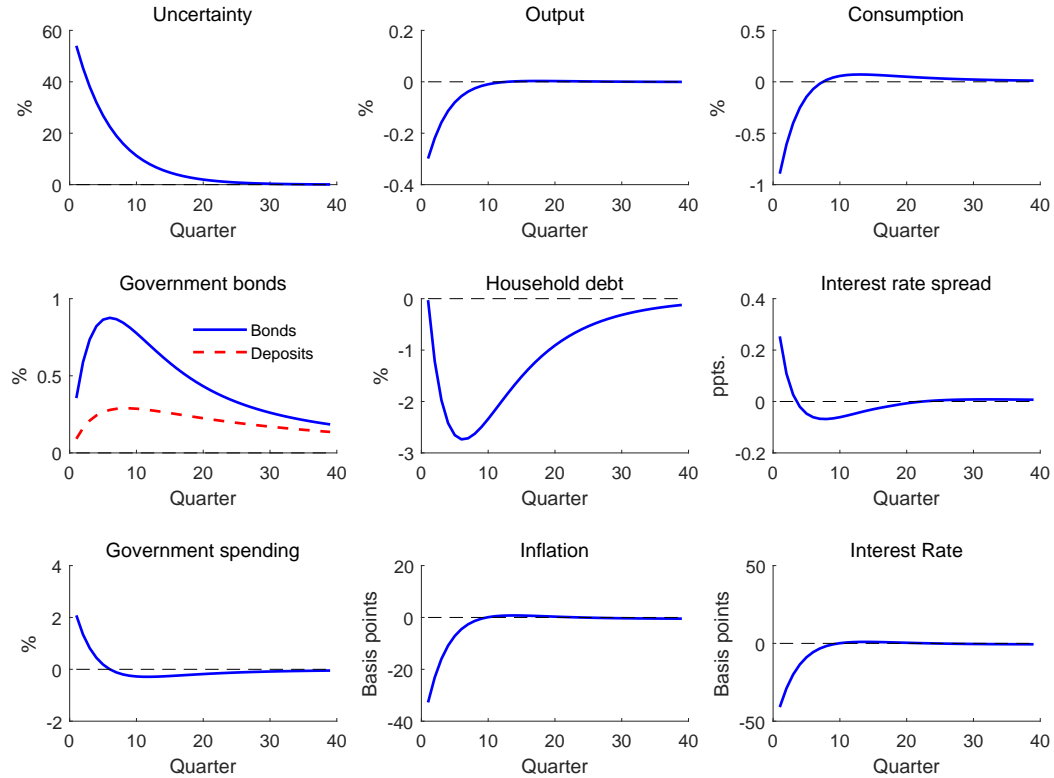 Uncertainty
60
40
20
0
%
0 10 20 30 40
Quarter
Output
0.2
0
-0.2
-0.4
%
0 10 20 30 40
Quarter
Consumption
0.5
0
-0.5
-1
%
0 10 20 30 40
Quarter
Government bonds
1
0.5
0
%
Bonds
Deposits
0 10 20 30 40
Quarter
Household debt
0
-1
-2
-3
%
0 10 20 30 40
Quarter
Interest rate spread
0.4
0.2
0
-0.2
ppts.
0 10 20 30 40
Quarter
Government spending
4
2
0
-2
%
0 10 20 30 40
Quarter
Inflation
20
0
-20
-40
Basis points
0 10 20 30 40
Quarter
Interest Rate
50
0
-50
Basis points
0 10 20 30 40
Quarter